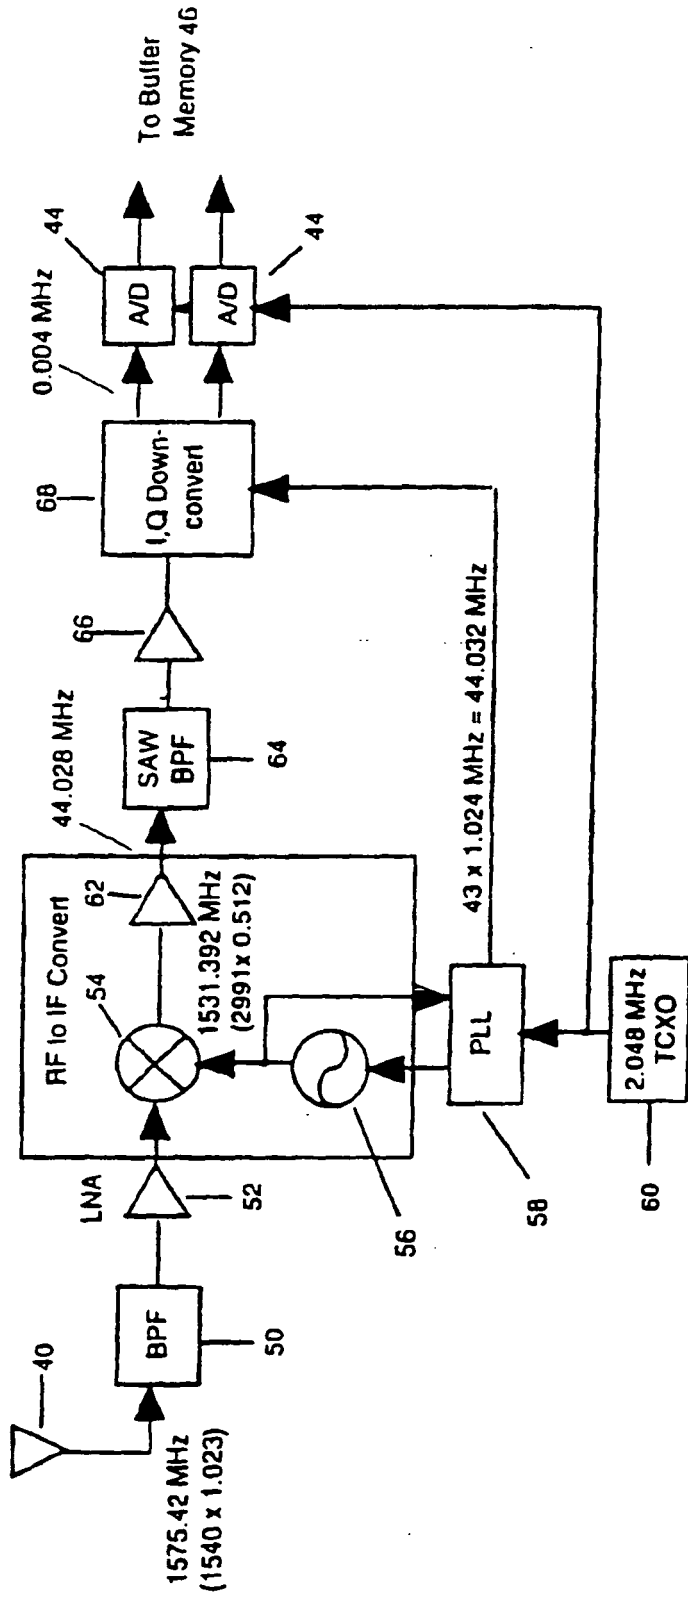 40
1575.42 MHz
(1540 x 1.023)
BPF
50
LNA
52
RF to IF Convert
54
62
1531.392 MHz
(2991x 0.512)
56
44.028 MHz
SAW
BPF
64
66
68
I,Q Down-
convert
0.004 MHz
44
A/D
A/D
44
To Buffer
Memory 46
43 x 1.024 MHz = 44.032 MHz
PLL
58
2.048 MHz
TCXO
60